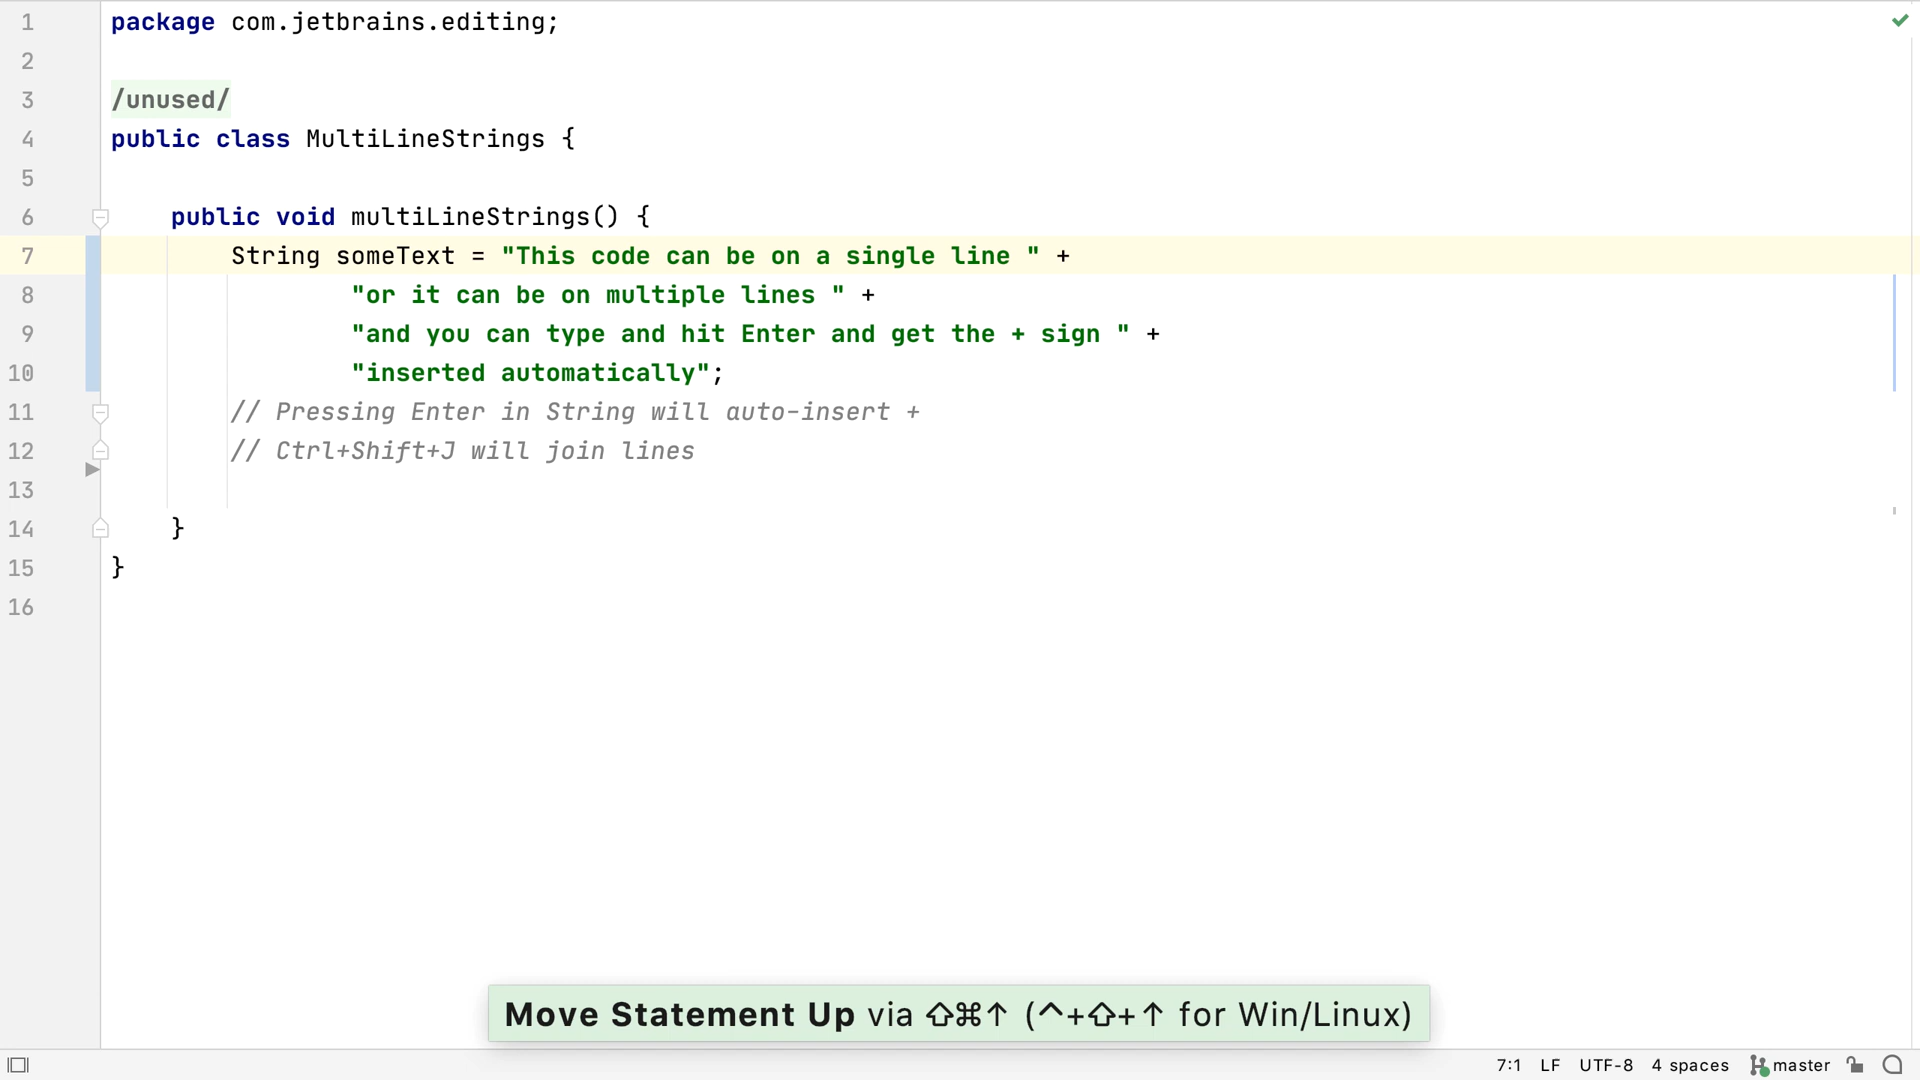 1 package com.jetbrains.editing;
2
3 /unused/
4 public class MultiLineStrings {
5
6 public void multiLineStrings() {
7 String someText = "This code can be on a single line " +
8 "or it can be on multiple lines " +
9 "and you can type and hit Enter and get the + sign " +
10 "inserted automatically";
11 // Pressing Enter in String will auto-insert +
12 // Ctrl+Shift+J will join lines
13
14 }
15 }
16
Move Statement Up via ⇧⌘↑ (^+⇧+↑ for Win/Linux)
7:1 LF UTF-8 4 spaces master